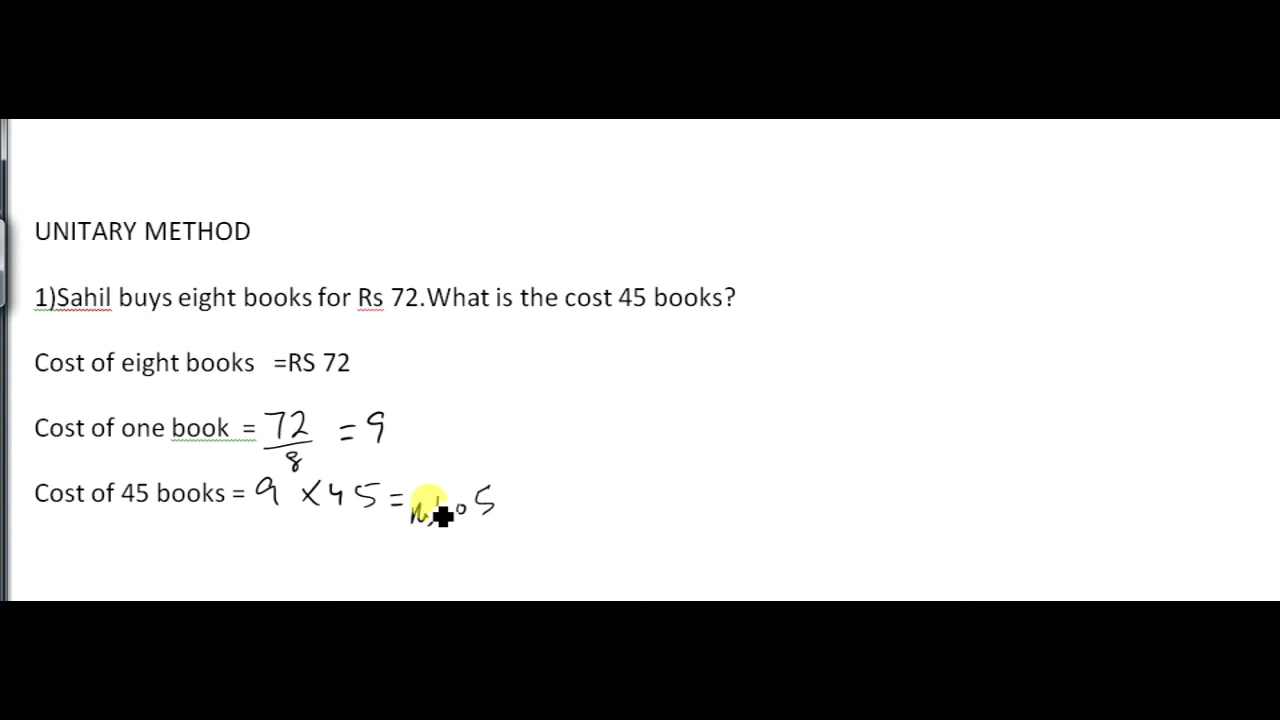 UNITARY METHOD
1)Sahil buys eight books for Rs 72.What is the cost 45 books?
Cost of eight books =RS 72
Cost of one book = 72/8 = 9
Cost of 45 books = 9 x 45 =